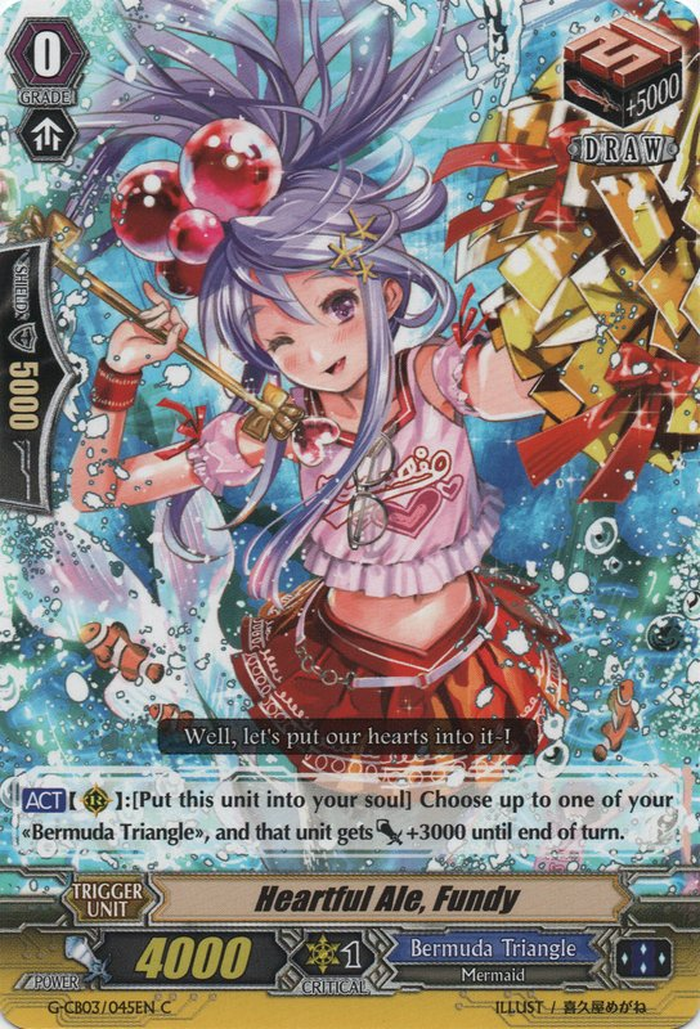 0
GRADE
+5000
DRAW
SHIELD
5000
Well, let's put our hearts into it~!
ACT【 】:[Put this unit into your soul] Choose up to one of your
«Bermuda Triangle», and that unit gets +3000 until end of turn.
TRIGGER
UNIT
Heartful Ale, Fundy
POWER
4000
1
CRITICAL
Bermuda Triangle
Mermaid
G-CB03/045EN C
ILLUST / 喜久屋めがね